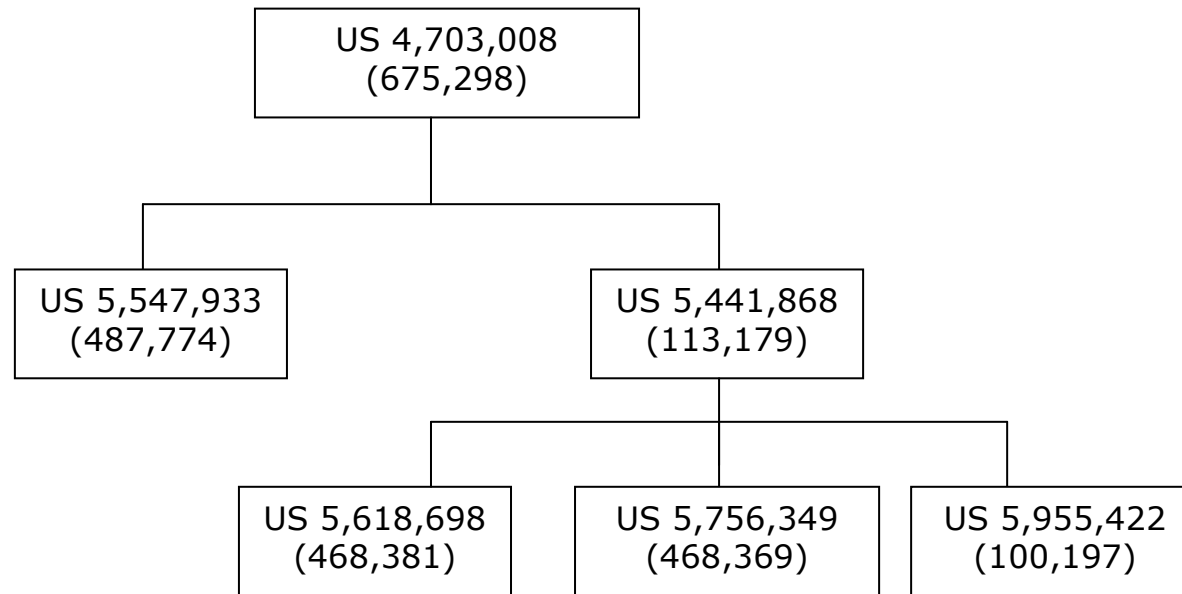 US 4,703,008
(675,298)
US 5,547,933
(487,774)
US 5,441,868
(113,179)
US 5,618,698
(468,381)
US 5,756,349
(468,369)
US 5,955,422
(100,197)